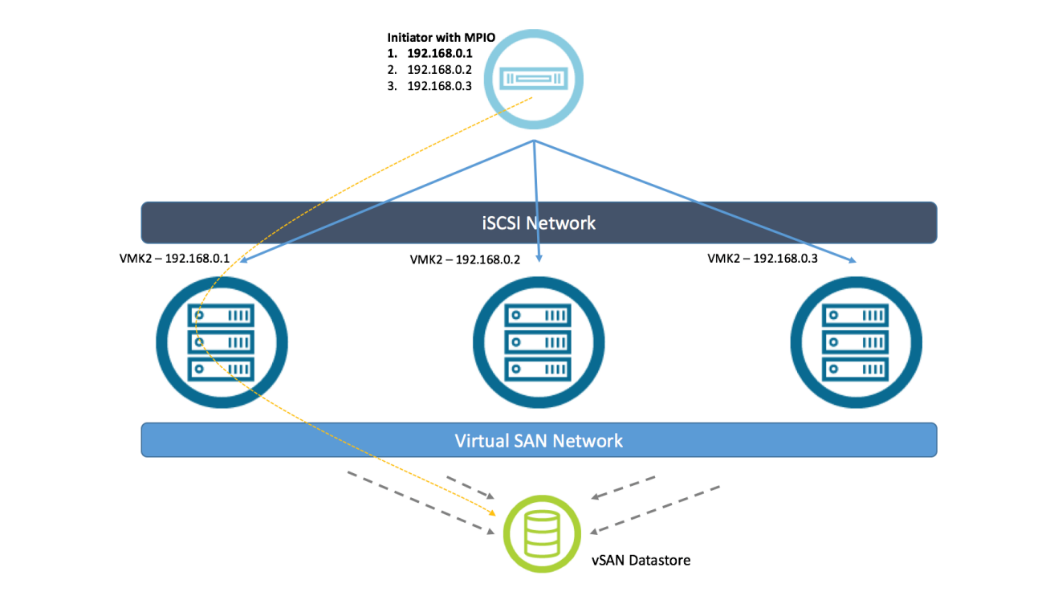 Initiator with MPIO
1. 192.168.0.1
2. 192.168.0.2
3. 192.168.0.3
iSCSI Network
VMK2 – 192.168.0.1
VMK2 – 192.168.0.2
VMK2 – 192.168.0.3
Virtual SAN Network
vSAN Datastore